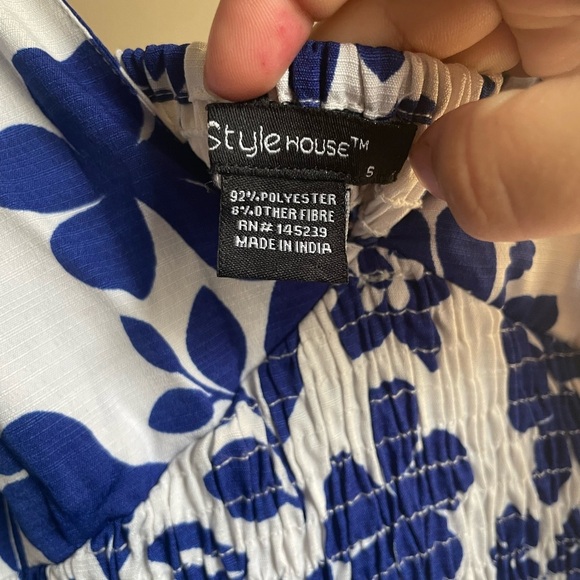 Style HOUSE™
S
92% POLYESTER
8% OTHER FIBRE
RN# 145239
MADE IN INDIA